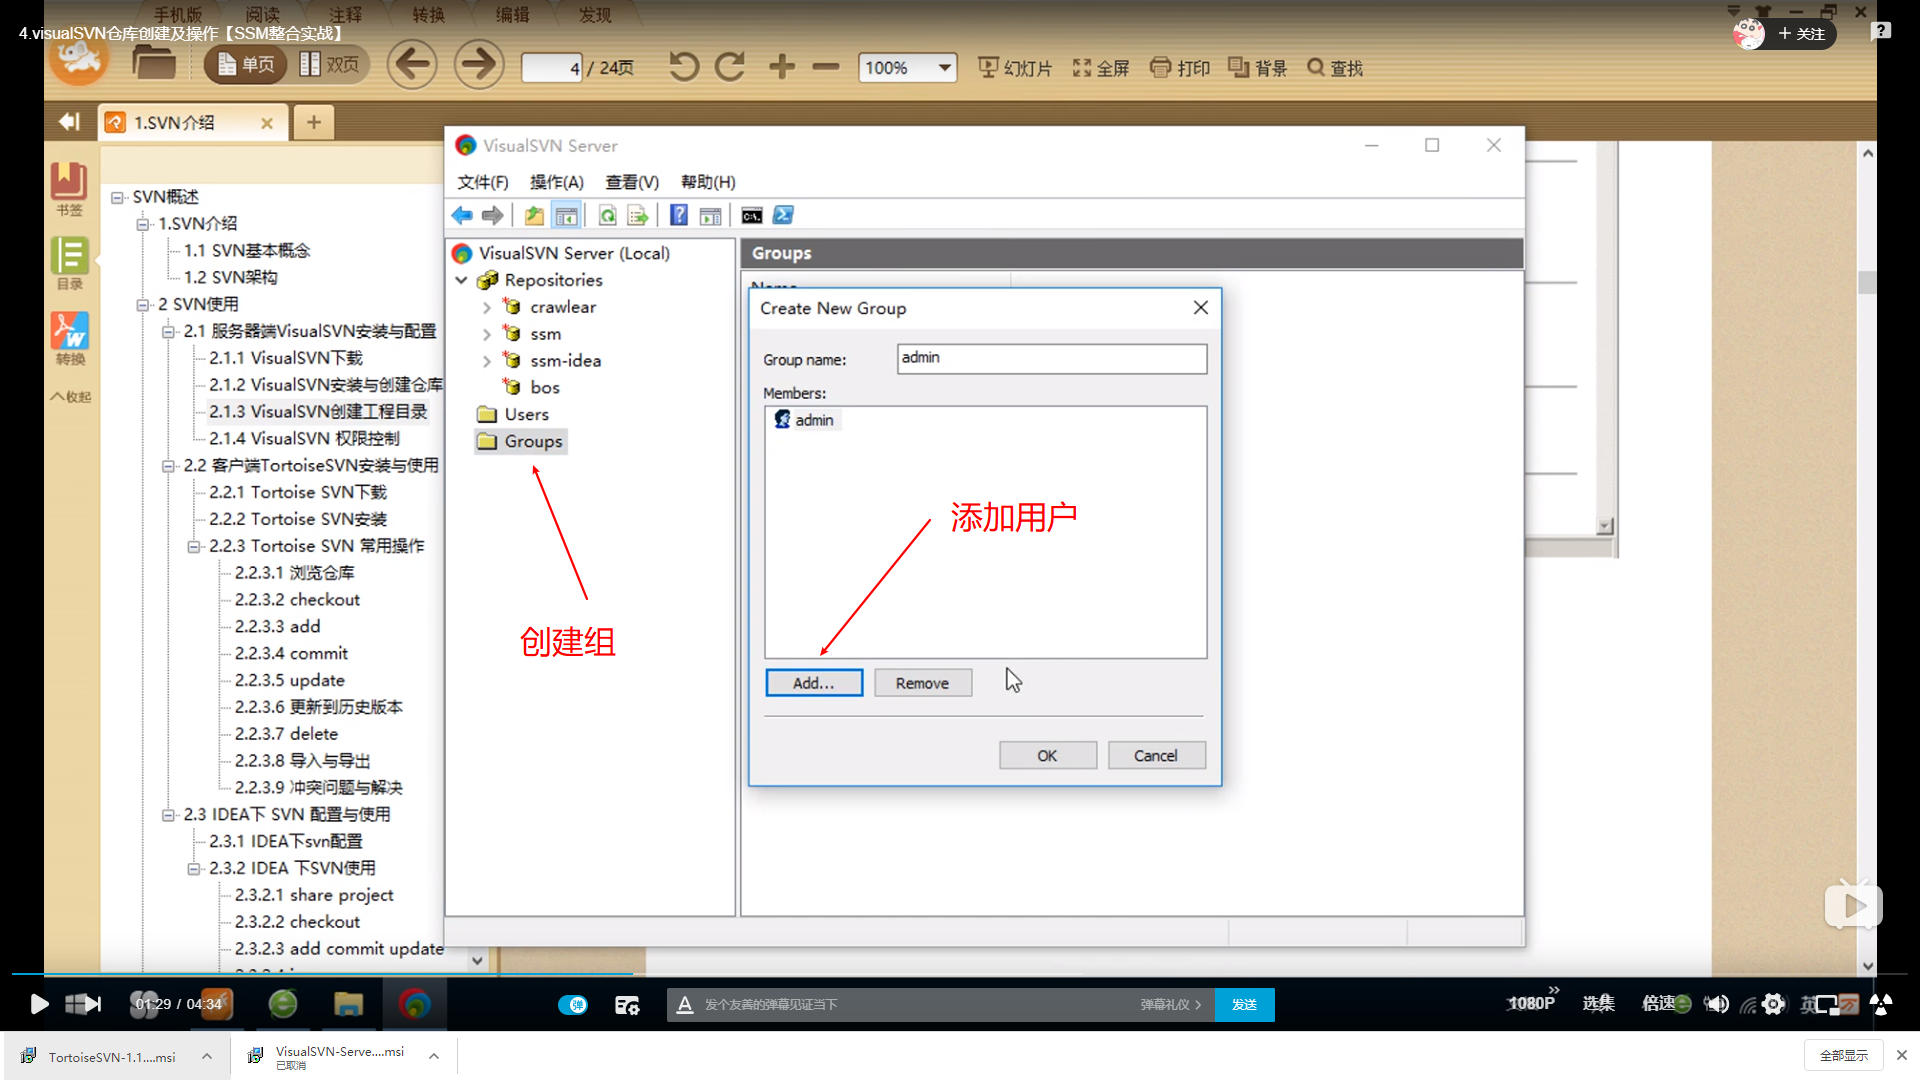 手机版 阅读 注释 转换 编辑 发现
4.visualSVN仓库创建及操作【SSM整合实战】
+ 关注
单页 双页
4 / 24页
100%
幻灯片 全屏 打印 背景 查找
1.SVN介绍
书签
目录
转换
收起
SVN概述
1.SVN介绍
1.1 SVN基本概念
1.2 SVN架构
2 SVN使用
2.1 服务器端VisualSVN安装与配置
2.1.1 VisualSVN下载
2.1.2 VisualSVN安装与创建仓库
2.1.3 VisualSVN创建工程目录
2.1.4 VisualSVN 权限控制
2.2 客户端TortoiseSVN安装与使用
2.2.1 Tortoise SVN下载
2.2.2 Tortoise SVN安装
2.2.3 Tortoise SVN 常用操作
2.2.3.1 浏览仓库
2.2.3.2 checkout
2.2.3.3 add
2.2.3.4 commit
2.2.3.5 update
2.2.3.6 更新到历史版本
2.2.3.7 delete
2.2.3.8 导入与导出
2.2.3.9 冲突问题与解决
2.3 IDEA下 SVN 配置与使用
2.3.1 IDEA下svn配置
2.3.2 IDEA 下SVN使用
2.3.2.1 share project
2.3.2.2 checkout
2.3.2.3 add commit update
VisualSVN Server
文件(F) 操作(A) 查看(V) 帮助(H)
VisualSVN Server (Local)
Repositories
crawlear
ssm
ssm-idea
bos
Users
Groups
创建组
Groups
Name
Create New Group
Group name: admin
Members:
admin
添加用户
Add... Remove
OK Cancel
01:29 / 04:34
弹
发个友善的弹幕见证当下
弹幕礼仪
发送
1080P 选集 倍速
英
TortoiseSVN-1.1....msi
VisualSVN-Serve....msi
已取消
全部显示